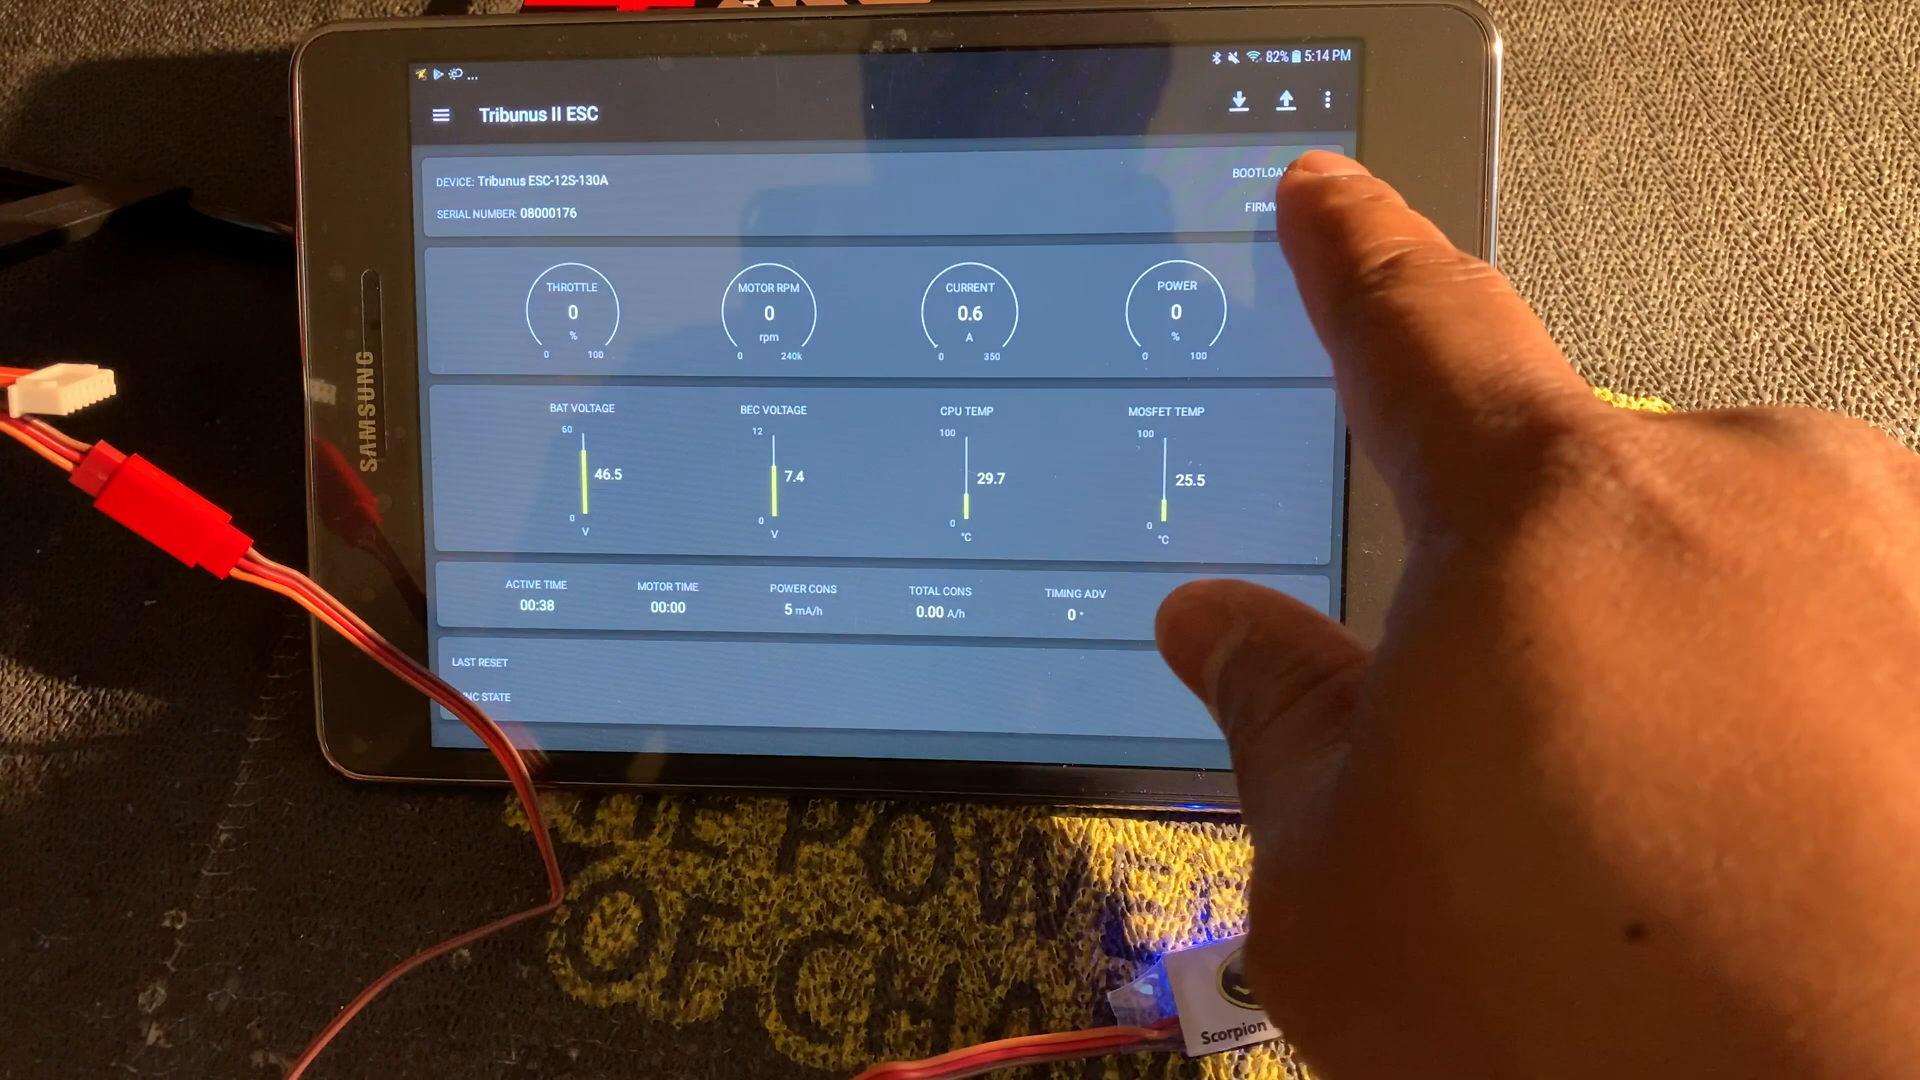 82% 5:14 PM
...
Tribunus II ESC
DEVICE: Tribunus ESC-12S-130A
SERIAL NUMBER: 08000176
THROTTLE
0
%
0 100
MOTOR RPM
0
rpm
0 240k
CURRENT
0.6
A
0 350
POWER
0
%
0 100
BAT VOLTAGE
60
46.5
0
V
BEC VOLTAGE
12
7.4
0
V
CPU TEMP
100
29.7
0
°C
MOSFET TEMP
100
25.5
0
°C
ACTIVE TIME
00:38
MOTOR TIME
00:00
POWER CONS
5 mA/h
TOTAL CONS
0.00 A/h
TIMING ADV
0 °
LAST RESET
STATE
SAMSUNG
POWER
OF
Scorpion